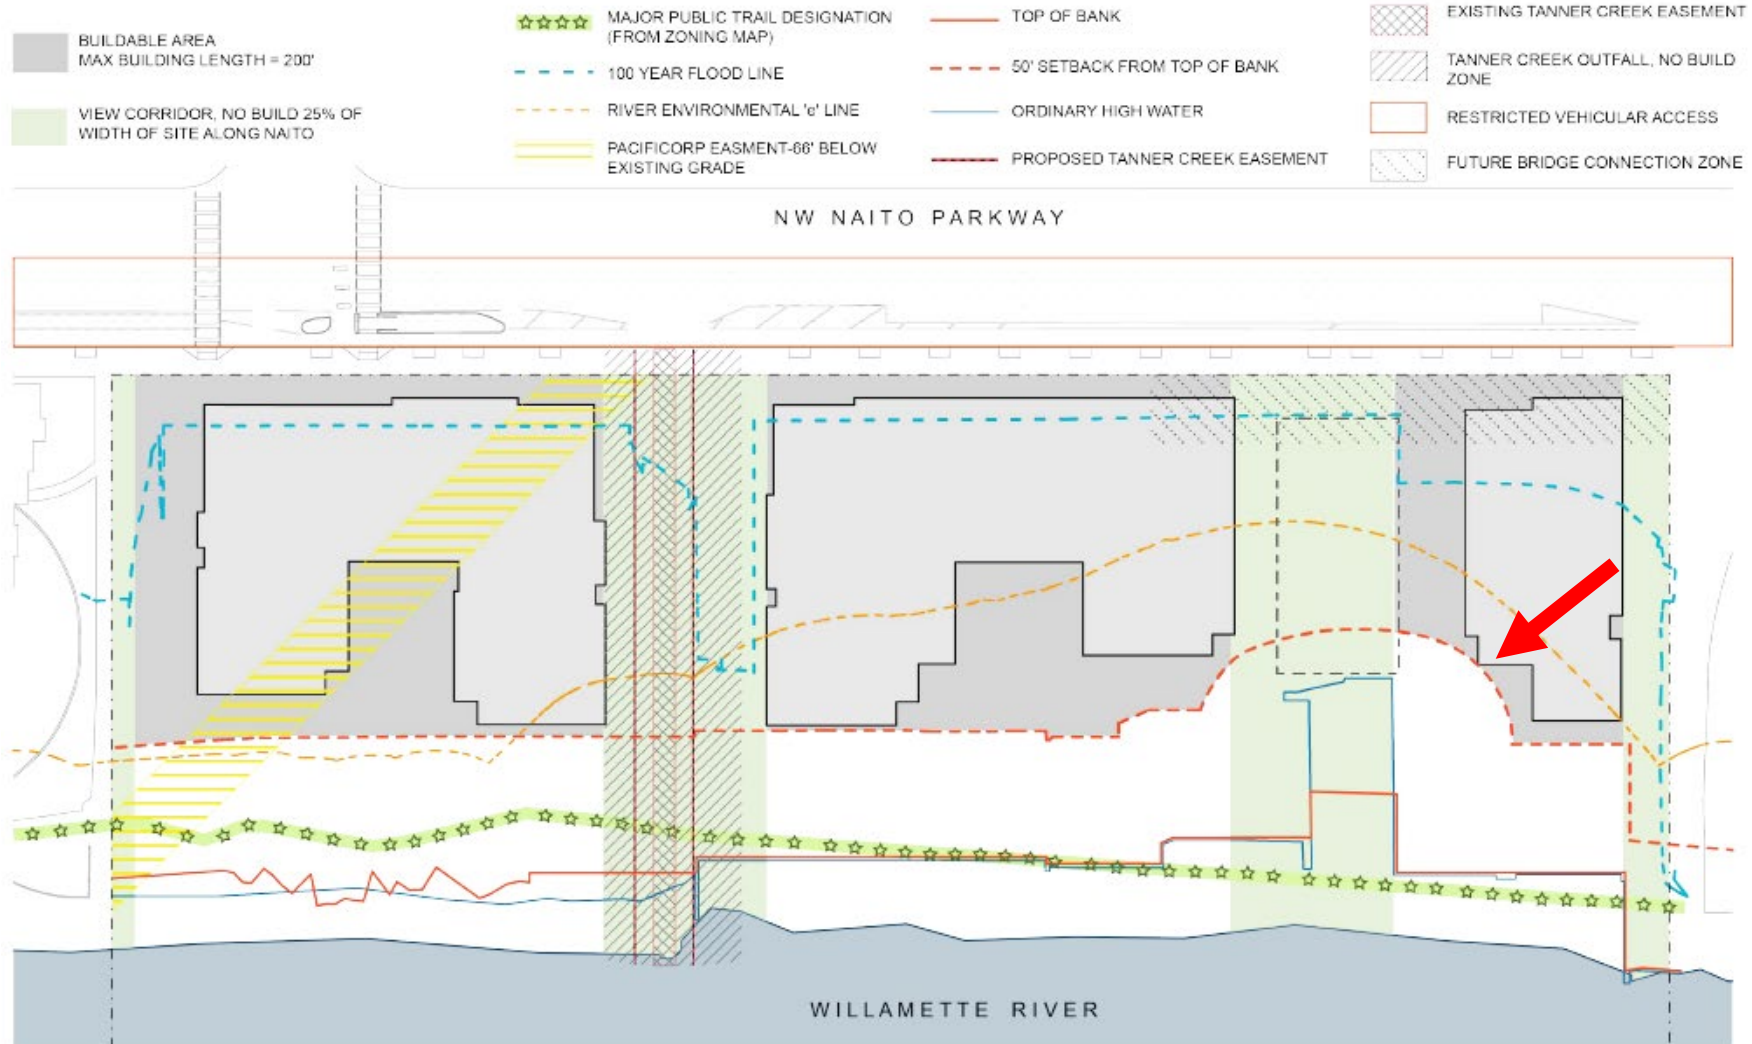 BUILDABLE AREA
MAX BUILDING LENGTH = 200'
VIEW CORRIDOR, NO BUILD 25% OF
WIDTH OF SITE ALONG NAITO
MAJOR PUBLIC TRAIL DESIGNATION
(FROM ZONING MAP)
100 YEAR FLOOD LINE
RIVER ENVIRONMENTAL 'e' LINE
PACIFICORP EASMENT-66' BELOW
EXISTING GRADE
TOP OF BANK
50' SETBACK FROM TOP OF BANK
ORDINARY HIGH WATER
PROPOSED TANNER CREEK EASEMENT
EXISTING TANNER CREEK EASEMENT
TANNER CREEK OUTFALL, NO BUILD
ZONE
RESTRICTED VEHICULAR ACCESS
FUTURE BRIDGE CONNECTION ZONE
NW NAITO PARKWAY
WILLAMETTE RIVER